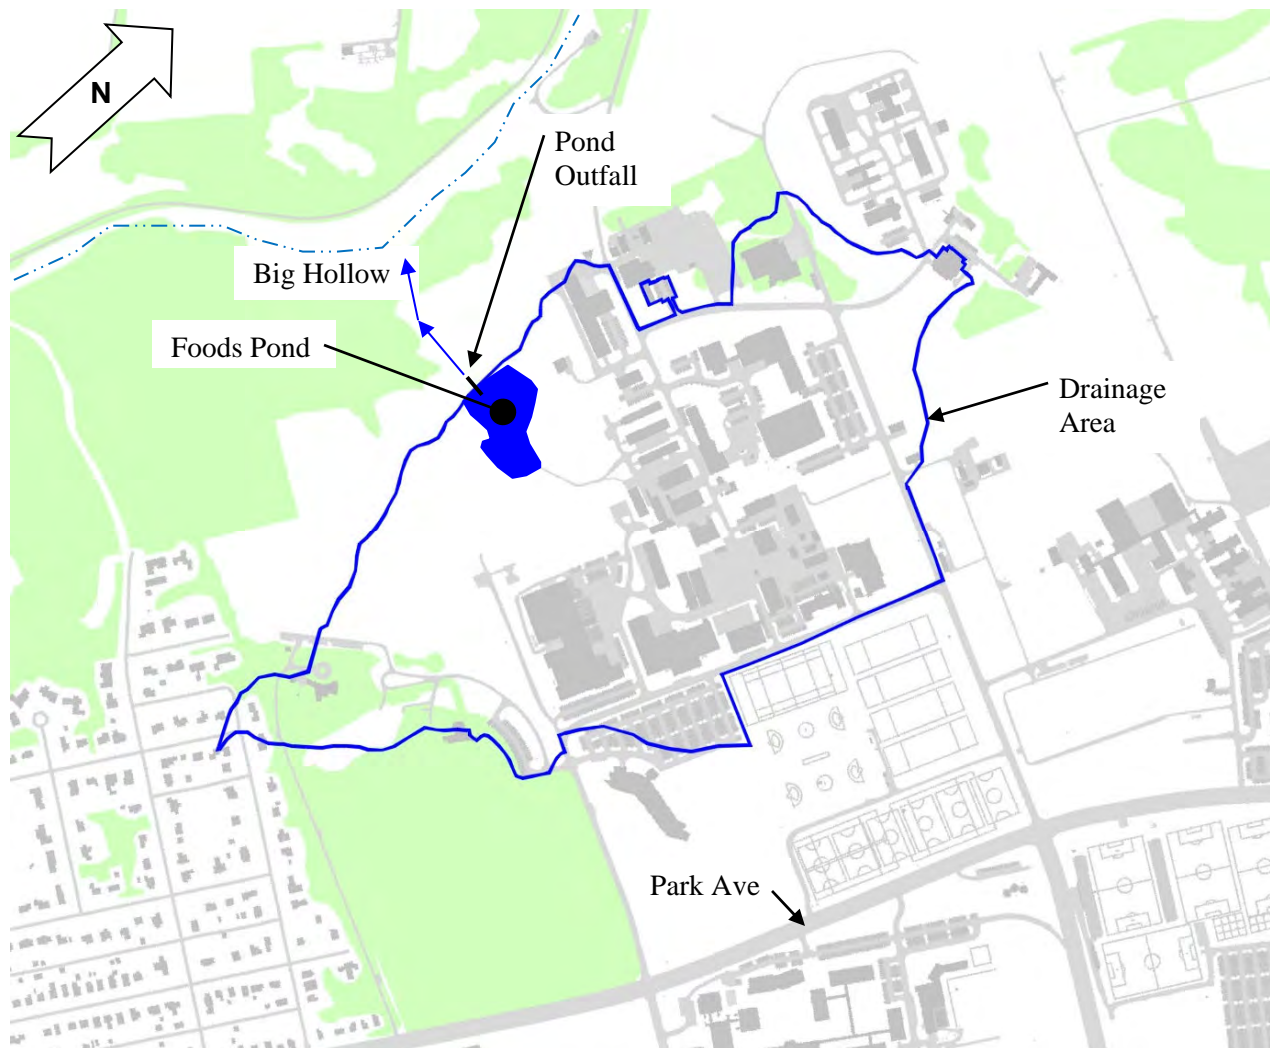 N
Pond
Outfall
Big Hollow
Foods Pond
Drainage
Area
Park Ave